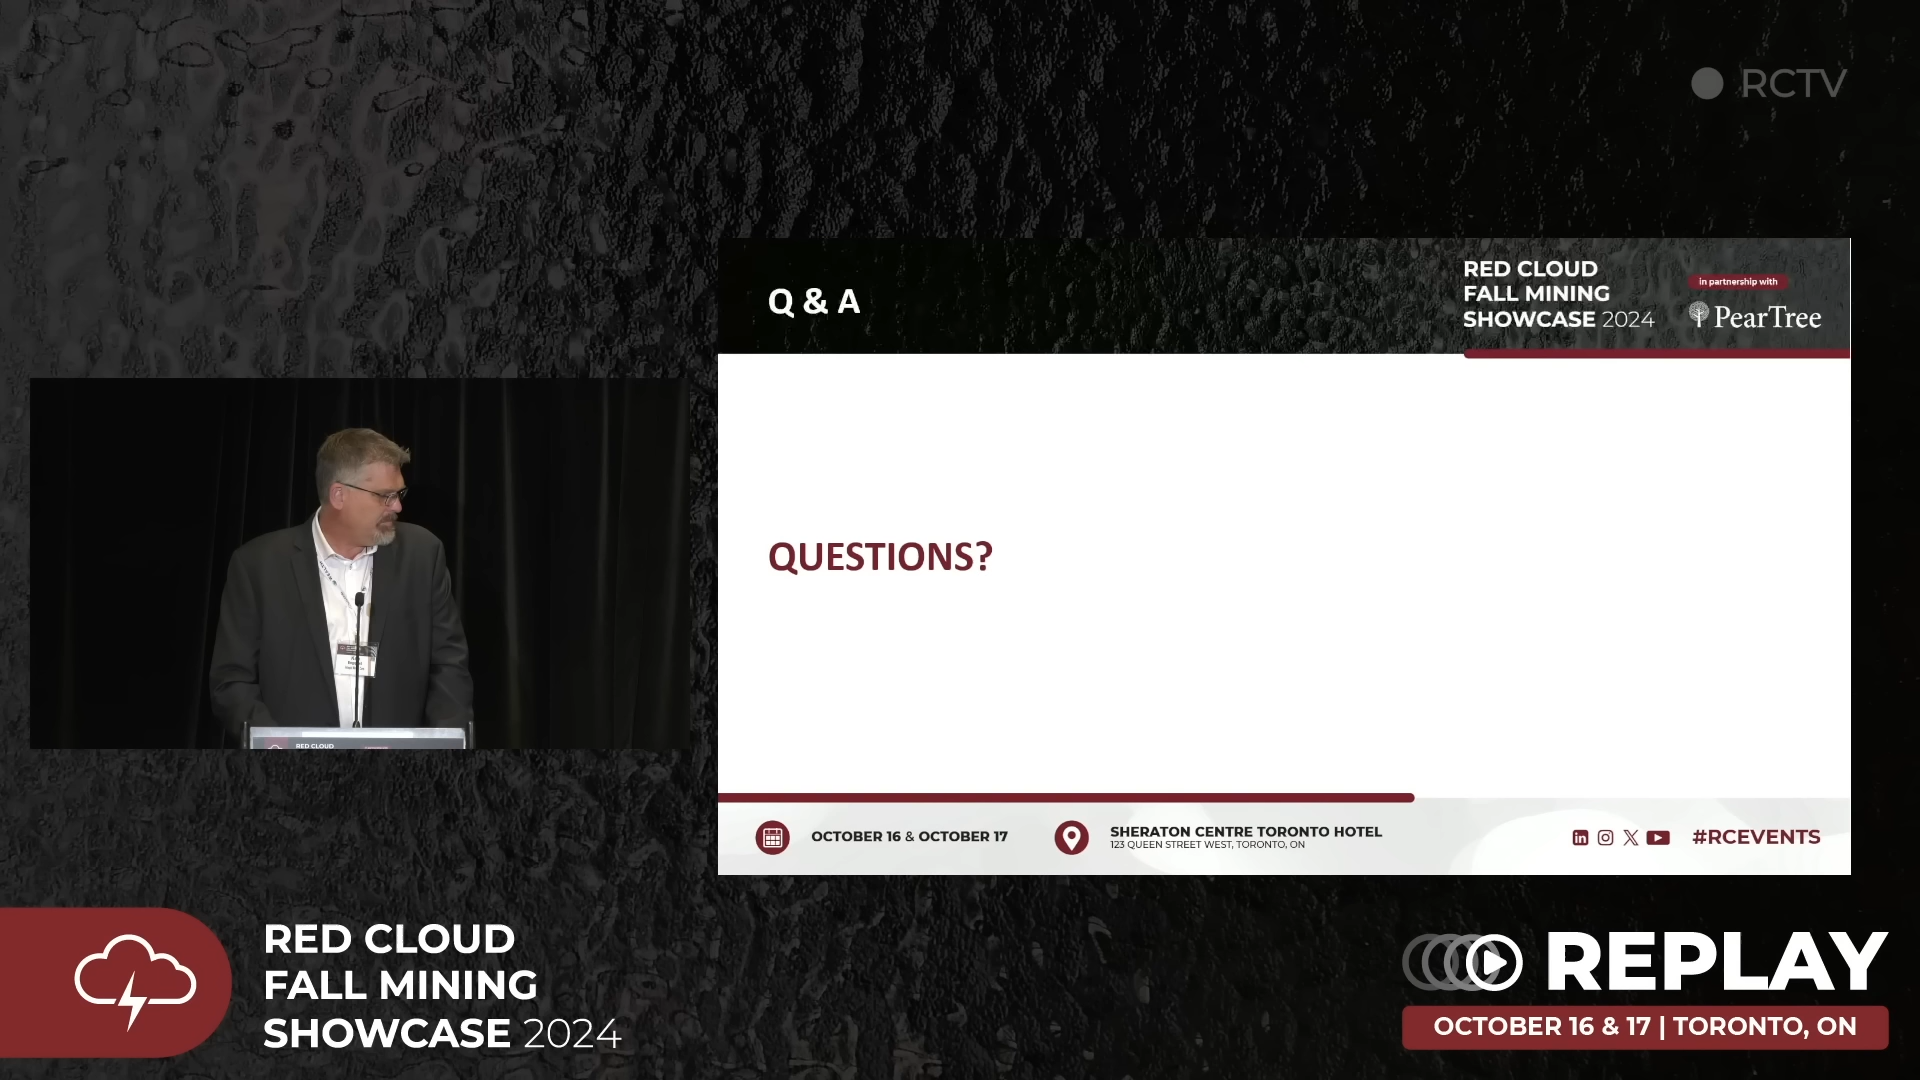 RCTV
Q & A
RED CLOUD
FALL MINING
SHOWCASE 2024
in partnership with
PearTree
QUESTIONS?
OCTOBER 16 & OCTOBER 17
SHERATON CENTRE TORONTO HOTEL
123 QUEEN STREET WEST, TORONTO, ON
#RCEVENTS
RED CLOUD
RED CLOUD
FALL MINING
SHOWCASE 2024
REPLAY
OCTOBER 16 & 17 | TORONTO, ON